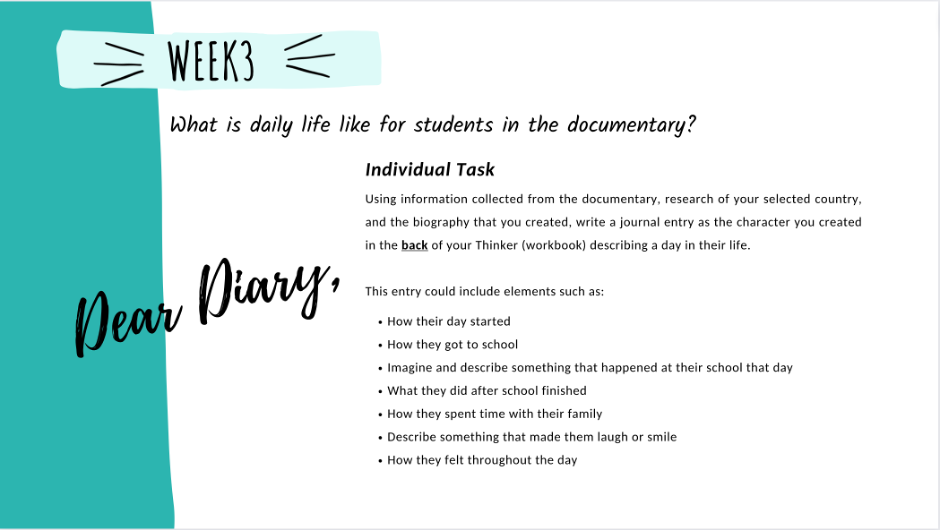 WEEK3
What is daily life like for students in the documentary?
Individual Task
Using information collected from the documentary, research of your selected country,
and the biography that you created, write a journal entry as the character you created
in the back of your Thinker (workbook) describing a day in their life.
Dear Diary,
This entry could include elements such as:
• How their day started
• How they got to school
• Imagine and describe something that happened at their school that day
• What they did after school finished
• How they spent time with their family
• Describe something that made them laugh or smile
• How they felt throughout the day